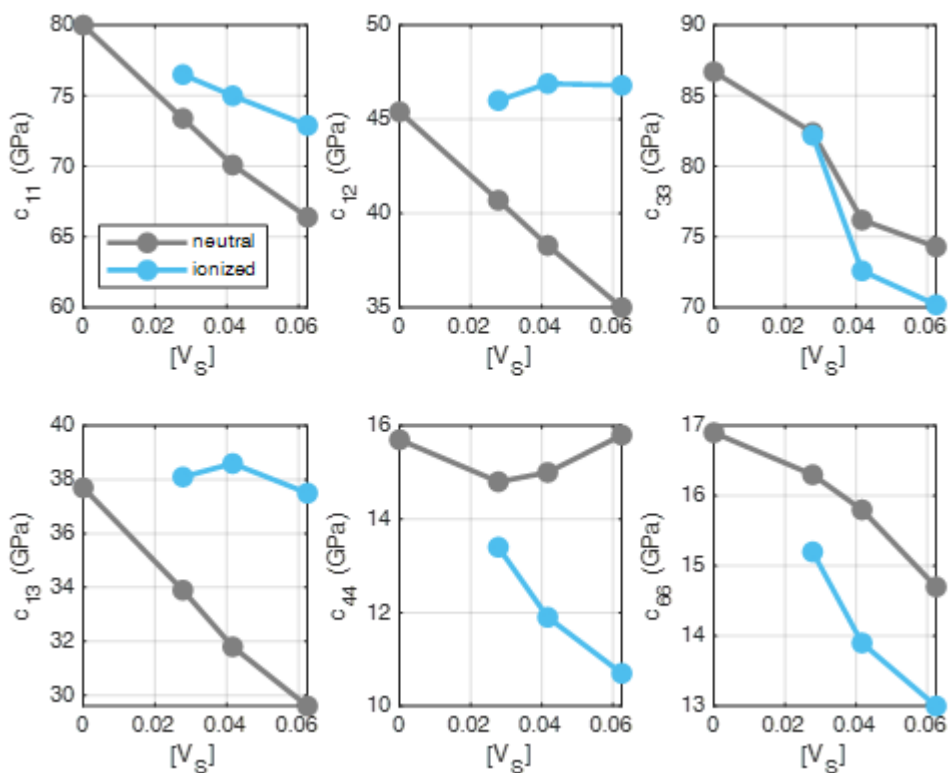 80
75
70
65
60
c11 (GPa)
neutral
ionized
0 0.02 0.04 0.06
[VS]
50
45
40
35
c12 (GPa)
0 0.02 0.04 0.06
[VS]
90
85
80
75
70
c33 (GPa)
0 0.02 0.04 0.06
[VS]
40
38
36
34
32
30
c13 (GPa)
0 0.02 0.04 0.06
[VS]
16
14
12
10
c44 (GPa)
0 0.02 0.04 0.06
[VS]
17
16
15
14
13
c66 (GPa)
0 0.02 0.04 0.06
[VS]